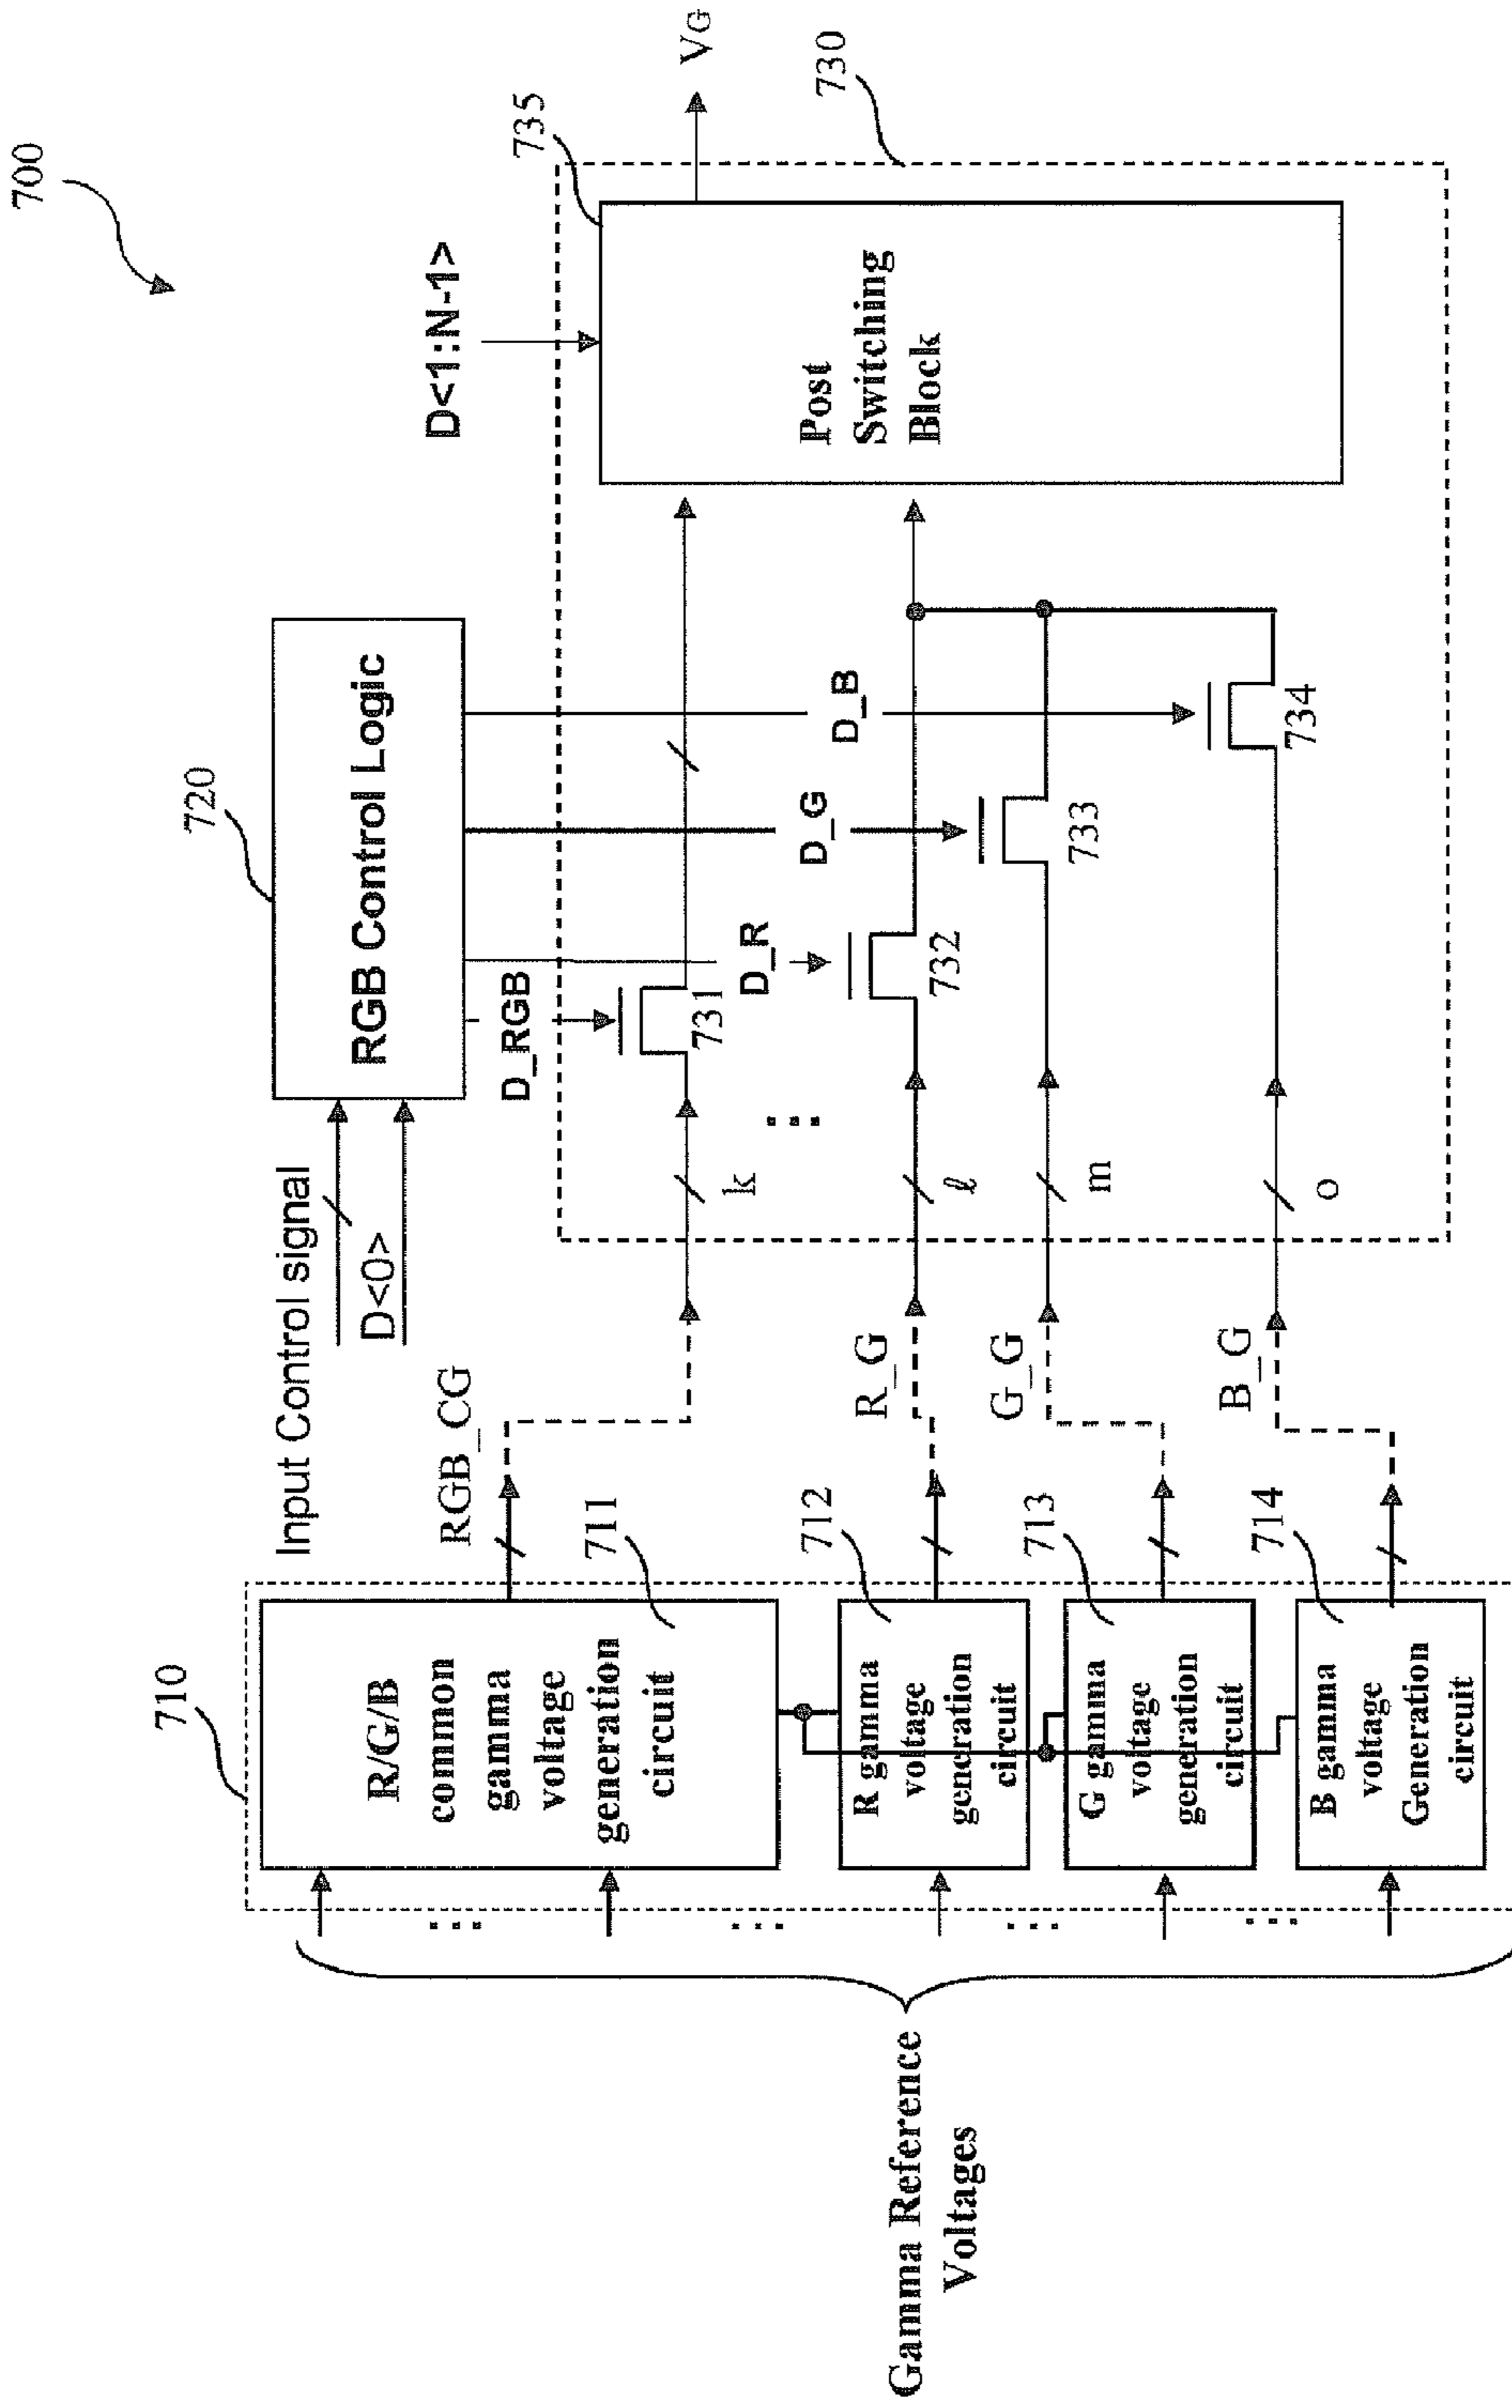 700
720
RGB Control Logic
Input Control signal
D<0>
D<1:N-1>
735
VG
730
D_RGB
D_R
D_G
D_B
710
RGB_CG
711
R/G/B
common
gamma
voltage
generation
circuit
k
731
Post
Switching
Block
R_G
712
R gamma
voltage
generation
circuit
ℓ
732
G_G
713
G gamma
voltage
generation
circuit
m
733
B_G
714
B gamma
voltage
Generation
circuit
o
734
Gamma Reference
Voltages